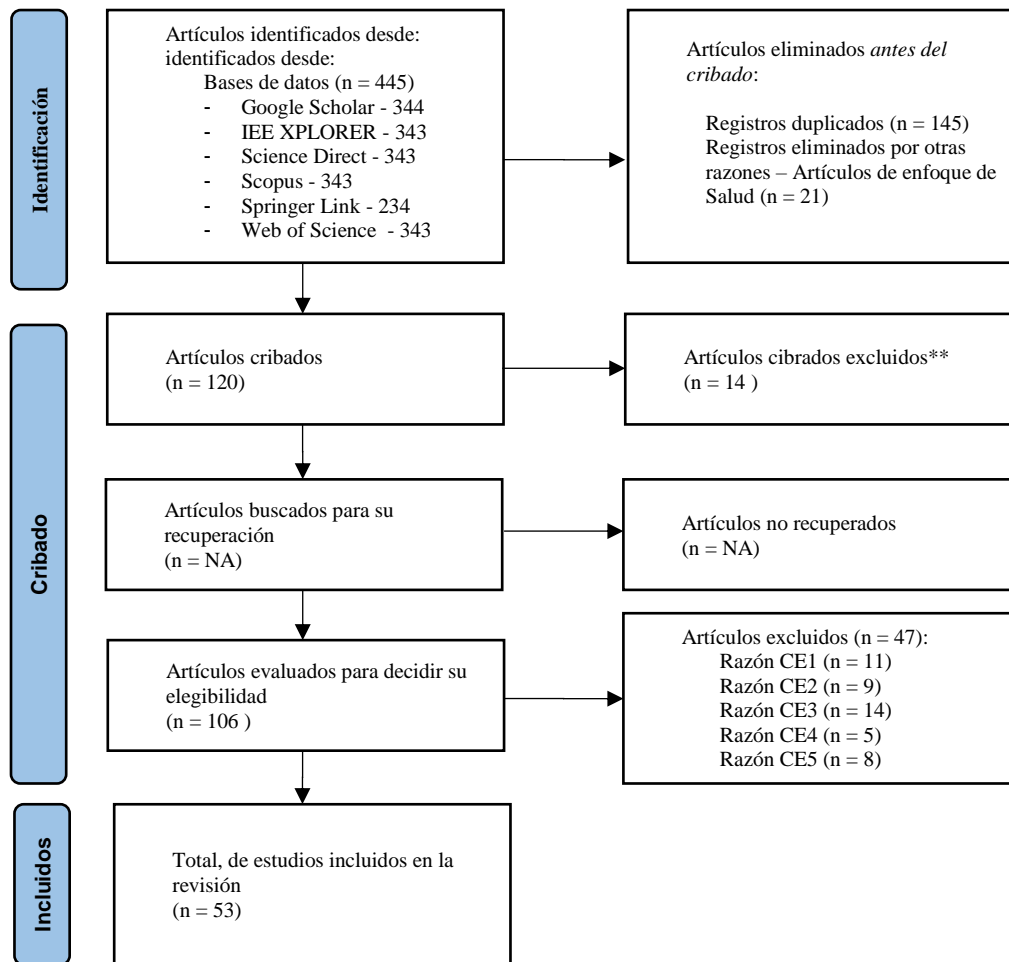 Identificación
Artículos identificados desde:
identificados desde:
Bases de datos (n = 445)
- Google Scholar - 344
- IEE XPLORER - 343
- Science Direct - 343
- Scopus - 343
- Springer Link - 234
- Web of Science - 343
Artículos eliminados antes del
cribado:
Registros duplicados (n = 145)
Registros eliminados por otras
razones – Artículos de enfoque de
Salud (n = 21)
Cribado
Artículos cribados
(n = 120)
Artículos cibrados excluidos**
(n = 14 )
Artículos buscados para su
recuperación
(n = NA)
Artículos no recuperados
(n = NA)
Artículos evaluados para decidir su
elegibilidad
(n = 106 )
Artículos excluidos (n = 47):
Razón CE1 (n = 11)
Razón CE2 (n = 9)
Razón CE3 (n = 14)
Razón CE4 (n = 5)
Razón CE5 (n = 8)
Incluidos
Total, de estudios incluidos en la
revisión
(n = 53)